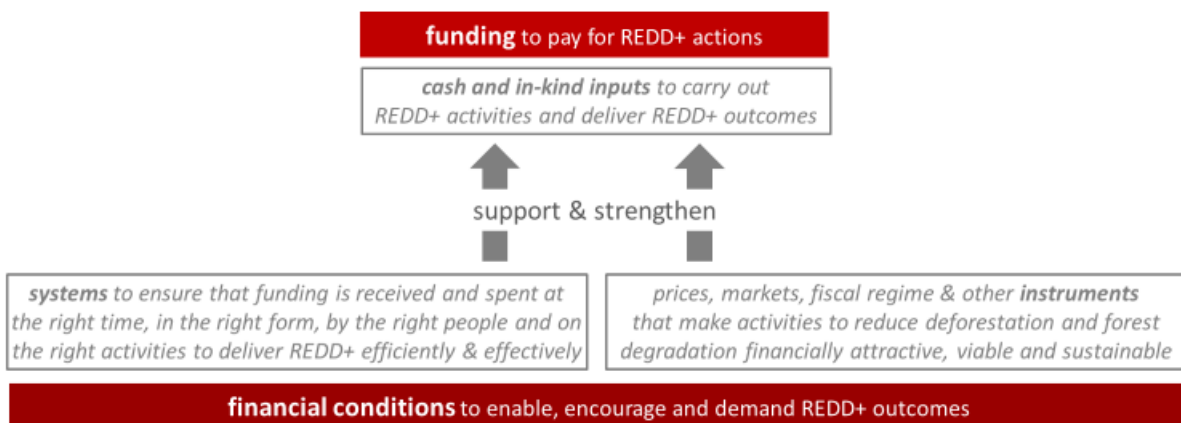 funding to pay for REDD+ actions
cash and in-kind inputs to carry out
REDD+ activities and deliver REDD+ outcomes
support & strengthen
systems to ensure that funding is received and spent at
the right time, in the right form, by the right people and on
the right activities to deliver REDD+ efficiently & effectively
prices, markets, fiscal regime & other instruments
that make activities to reduce deforestation and forest
degradation financially attractive, viable and sustainable
financial conditions to enable, encourage and demand REDD+ outcomes